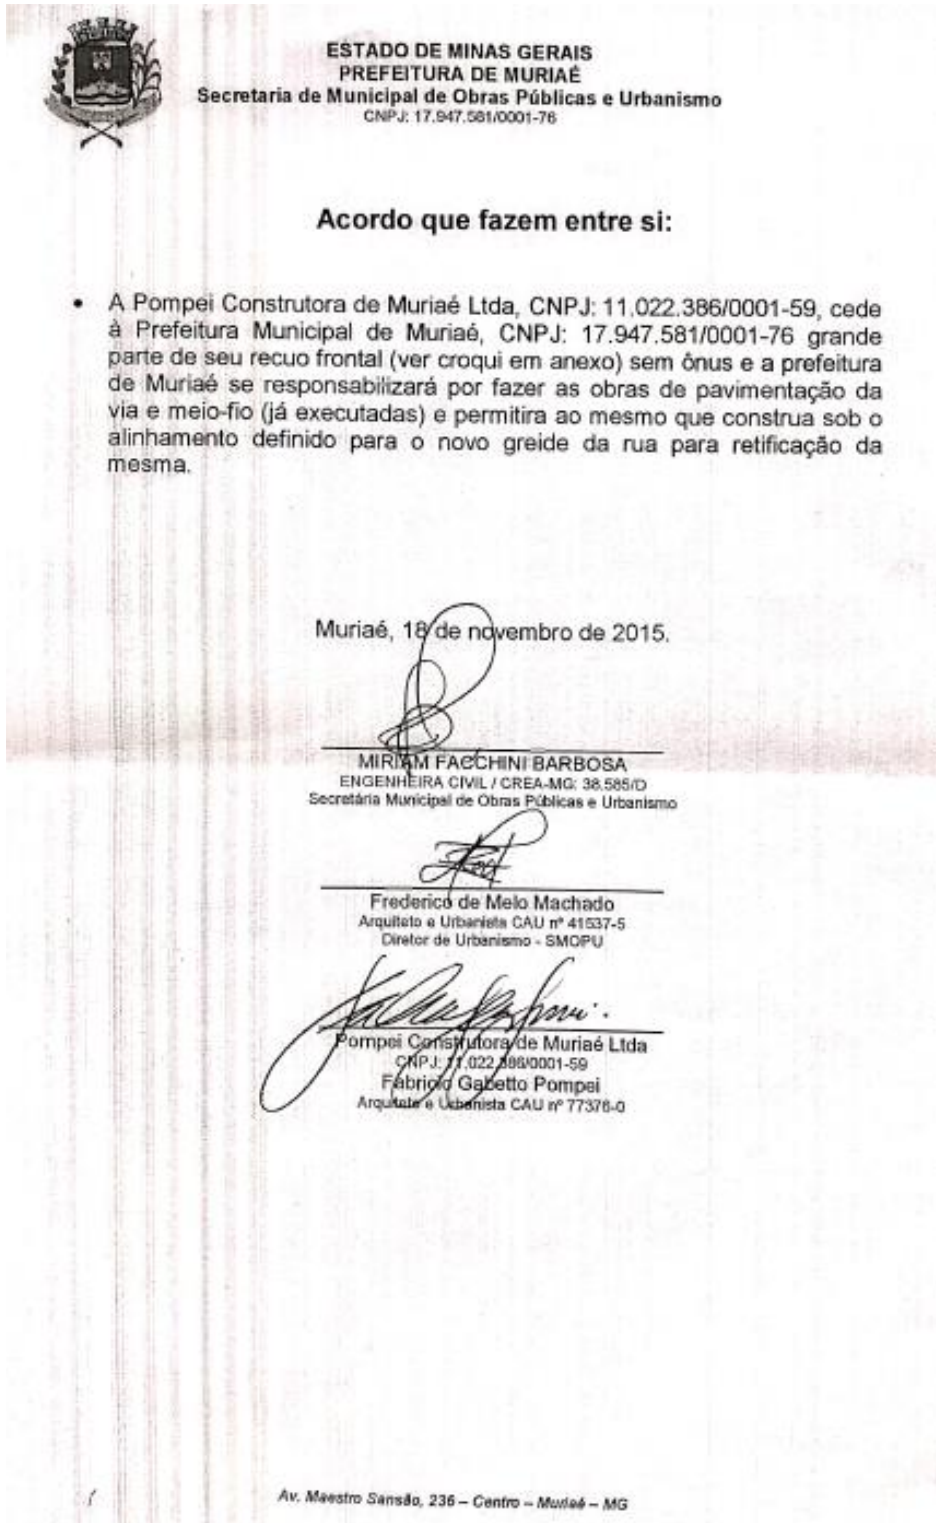 ESTADO DE MINAS GERAIS
PREFEITURA DE MURIAÉ
Secretaria de Municipal de Obras Públicas e Urbanismo
CNPJ: 17.947.581/0001-76
Acordo que fazem entre si:
• A Pompei Construtora de Muriaé Ltda, CNPJ: 11.022.386/0001-59, cede
à Prefeitura Municipal de Muriaé, CNPJ: 17.947.581/0001-76 grande
parte de seu recuo frontal (ver croqui em anexo) sem ônus e a prefeitura
de Muriaé se responsabilizará por fazer as obras de pavimentação da
via e meio-fio (já executadas) e permitira ao mesmo que construa sob o
alinhamento definido para o novo greide da rua para retificação da
mesma.
Muriaé, 18 de novembro de 2015.
MIRIAM FACCHINI BARBOSA
ENGENHEIRA CIVIL / CREA-MG: 38.585/D
Secretária Municipal de Obras Públicas e Urbanismo
Frederico de Melo Machado
Arquiteto e Urbanista CAU nº 41537-5
Diretor de Urbanismo - SMOPU
Pompei Construtora de Muriaé Ltda
CNPJ: 11.022.386/0001-59
Fabricio Gabetto Pompei
Arquiteto e Urbanista CAU nº 77376-0
Av. Maestro Sansão, 236 – Centro – Muriaé – MG